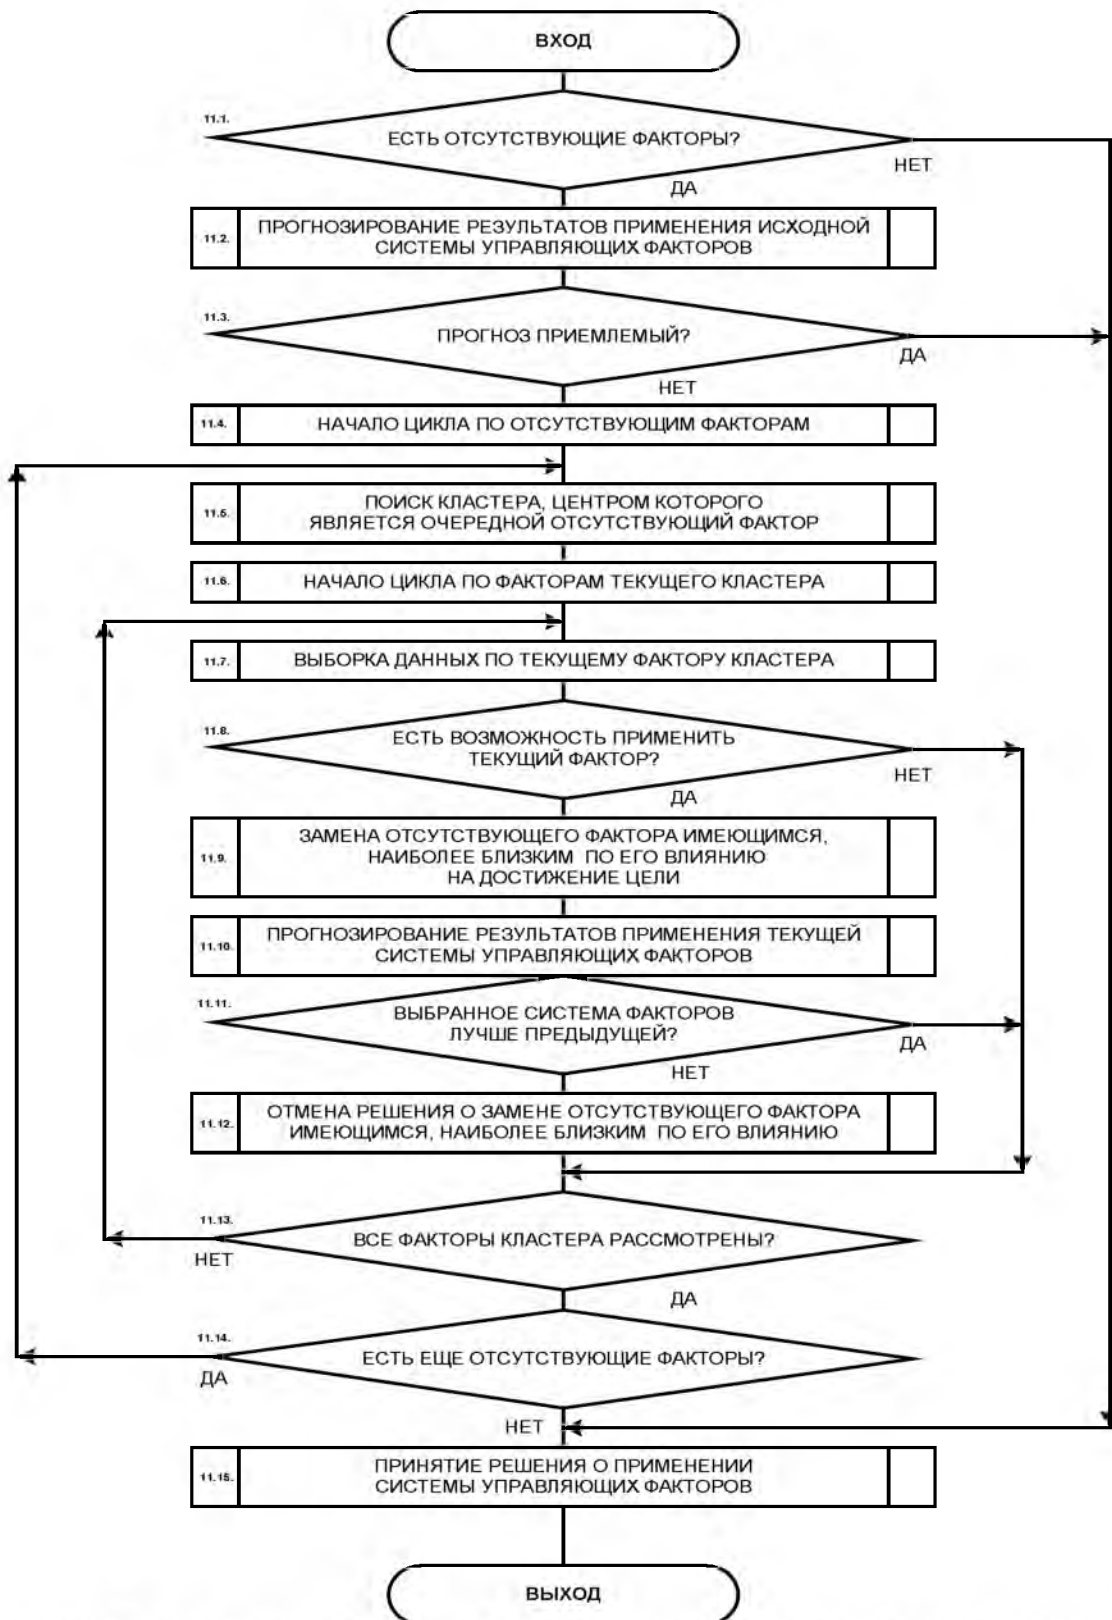 ВХОД
11.1.
ЕСТЬ ОТСУТСТВУЮЩИЕ ФАКТОРЫ?
НЕТ
ДА
11.2.
ПРОГНОЗИРОВАНИЕ РЕЗУЛЬТАТОВ ПРИМЕНЕНИЯ ИСХОДНОЙ
СИСТЕМЫ УПРАВЛЯЮЩИХ ФАКТОРОВ
11.3.
ПРОГНОЗ ПРИЕМЛЕМЫЙ?
ДА
НЕТ
11.4.
НАЧАЛО ЦИКЛА ПО ОТСУТСТВУЮЩИМ ФАКТОРАМ
11.5.
ПОИСК КЛАСТЕРА, ЦЕНТРОМ КОТОРОГО
ЯВЛЯЕТСЯ ОЧЕРЕДНОЙ ОТСУТСТВУЮЩИЙ ФАКТОР
11.6.
НАЧАЛО ЦИКЛА ПО ФАКТОРАМ ТЕКУЩЕГО КЛАСТЕРА
11.7.
ВЫБОРКА ДАННЫХ ПО ТЕКУЩЕМУ ФАКТОРУ КЛАСТЕРА
11.8.
ЕСТЬ ВОЗМОЖНОСТЬ ПРИМЕНИТЬ
ТЕКУЩИЙ ФАКТОР?
НЕТ
ДА
11.9.
ЗАМЕНА ОТСУТСТВУЮЩЕГО ФАКТОРА ИМЕЮЩИМСЯ,
НАИБОЛЕЕ БЛИЗКИМ ПО ЕГО ВЛИЯНИЮ
НА ДОСТИЖЕНИЕ ЦЕЛИ
11.10.
ПРОГНОЗИРОВАНИЕ РЕЗУЛЬТАТОВ ПРИМЕНЕНИЯ ТЕКУЩЕЙ
СИСТЕМЫ УПРАВЛЯЮЩИХ ФАКТОРОВ
11.11.
ВЫБРАННОЕ СИСТЕМА ФАКТОРОВ
ЛУЧШЕ ПРЕДЫДУЩЕЙ?
ДА
НЕТ
11.12.
ОТМЕНА РЕШЕНИЯ О ЗАМЕНЕ ОТСУТСТВУЮЩЕГО ФАКТОРА
ИМЕЮЩИМСЯ, НАИБОЛЕЕ БЛИЗКИМ ПО ЕГО ВЛИЯНИЮ
11.13.
ВСЕ ФАКТОРЫ КЛАСТЕРА РАССМОТРЕНЫ?
НЕТ
ДА
11.14.
ЕСТЬ ЕЩЕ ОТСУТСТВУЮЩИЕ ФАКТОРЫ?
ДА
НЕТ
11.15.
ПРИНЯТИЕ РЕШЕНИЯ О ПРИМЕНЕНИИ
СИСТЕМЫ УПРАВЛЯЮЩИХ ФАКТОРОВ
ВЫХОД